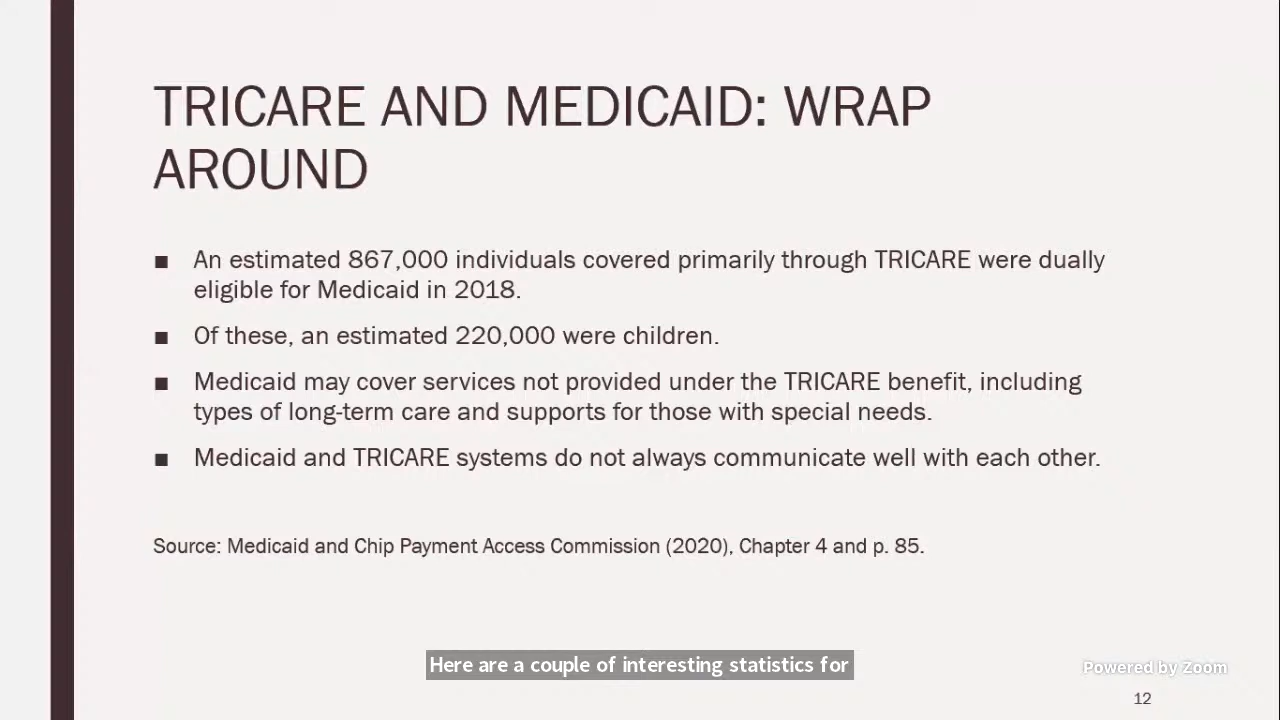 TRICARE AND MEDICAID: WRAP
AROUND
■ An estimated 867,000 individuals covered primarily through TRICARE were dually
eligible for Medicaid in 2018.
■ Of these, an estimated 220,000 were children.
■ Medicaid may cover services not provided under the TRICARE benefit, including
types of long-term care and supports for those with special needs.
■ Medicaid and TRICARE systems do not always communicate well with each other.
Source: Medicaid and Chip Payment Access Commission (2020), Chapter 4 and p. 85.
Here are a couple of interesting statistics for
Powered by Zoom
12